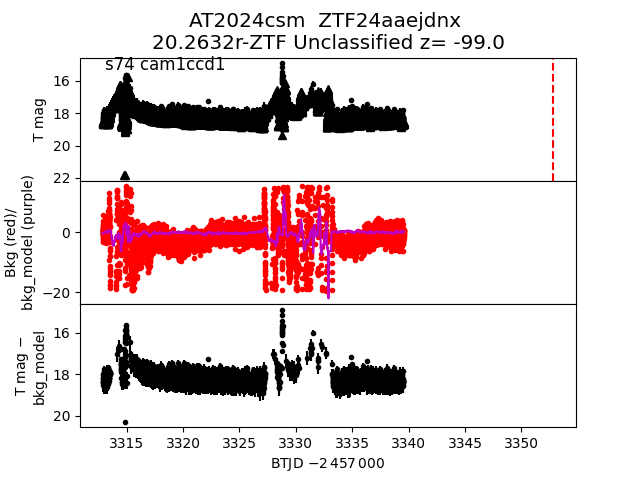 AT2024csm  ZTF24aaejdnx
20.2632r-ZTF Unclassified z= -99.0
s74 cam1ccd1
T mag
16
18
20
22
Bkg (red)/
bkg_model (purple)
0
−20
T mag −
bkg_model
16
18
20
3315 3320 3325 3330 3335 3340 3345 3350
BTJD −2 457 000